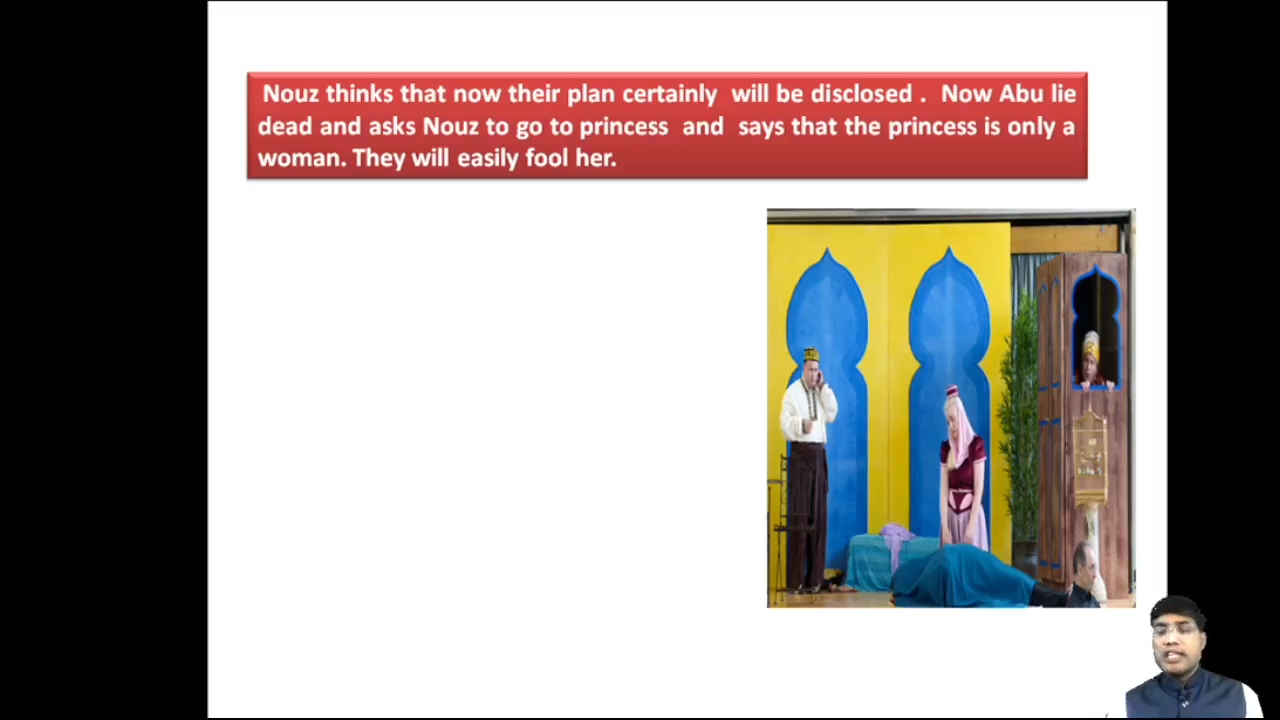 Nouz thinks that now their plan certainly will be disclosed . Now Abu lie
dead and asks Nouz to go to princess and says that the princess is only a
woman. They will easily fool her.